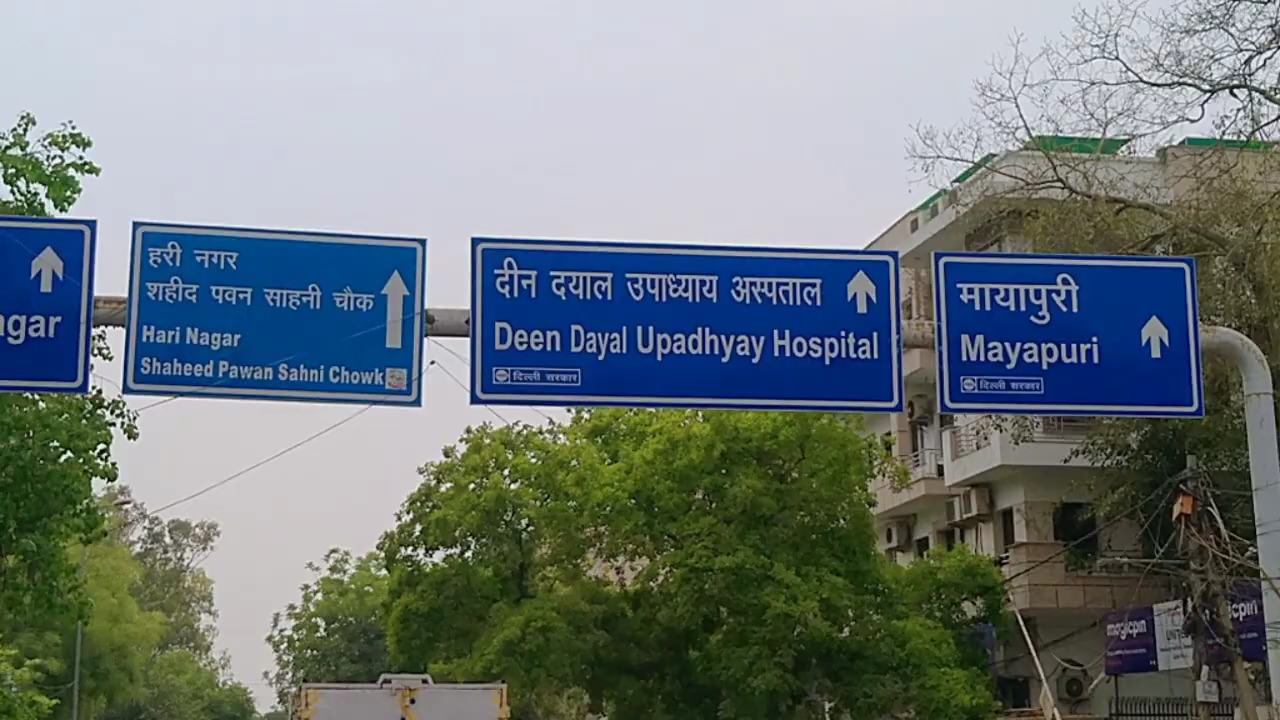 हरी नगर
शहीद पवन साहनी चौक
Hari Nagar
Shaheed Pawan Sahni Chowk
दीन दयाल उपाध्याय अस्पताल
Deen Dayal Upadhyay Hospital
दिल्ली सरकार
मायापुरी
Mayapuri
दिल्ली सरकार
magicpin